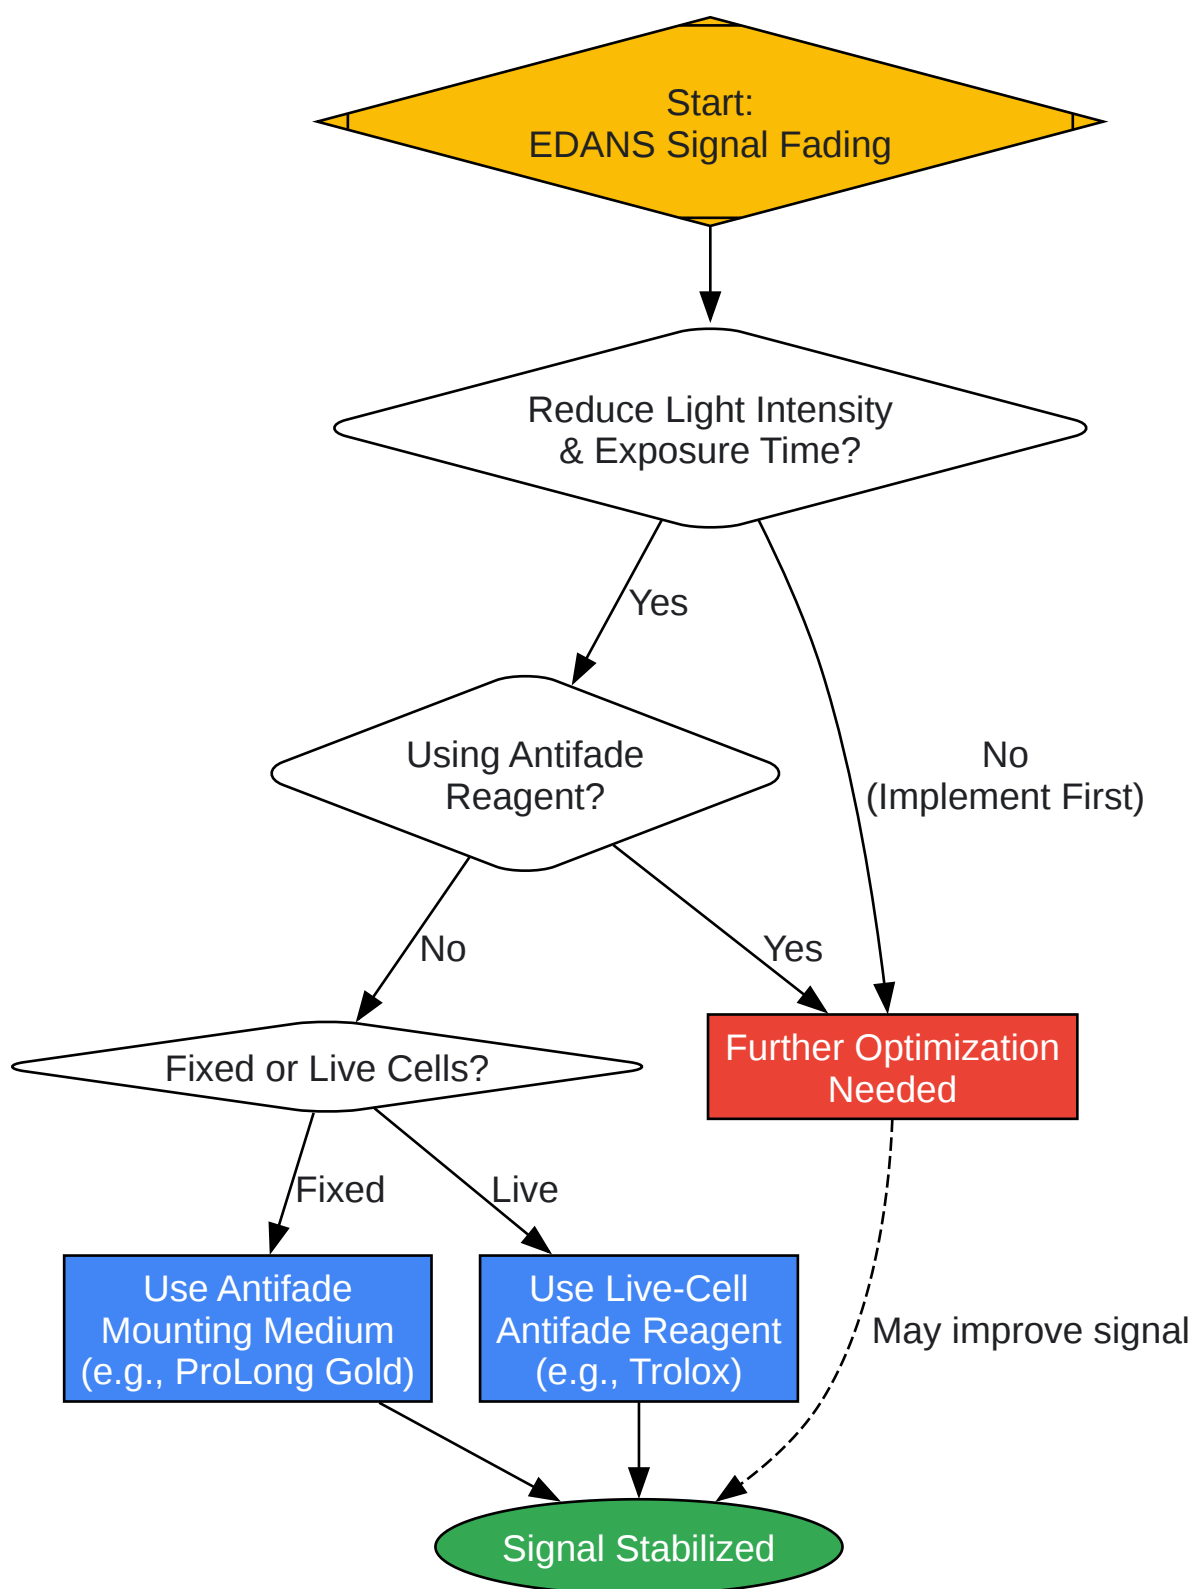 Start:
EDANS Signal Fading
Reduce Light Intensity
& Exposure Time?
Yes
Using Antifade
Reagent?
No
(Implement First)
No
Yes
Fixed or Live Cells?
Further Optimization
Needed
Fixed
Live
Use Antifade
Mounting Medium
(e.g., ProLong Gold)
Use Live-Cell
Antifade Reagent
(e.g., Trolox)
May improve signal
Signal Stabilized